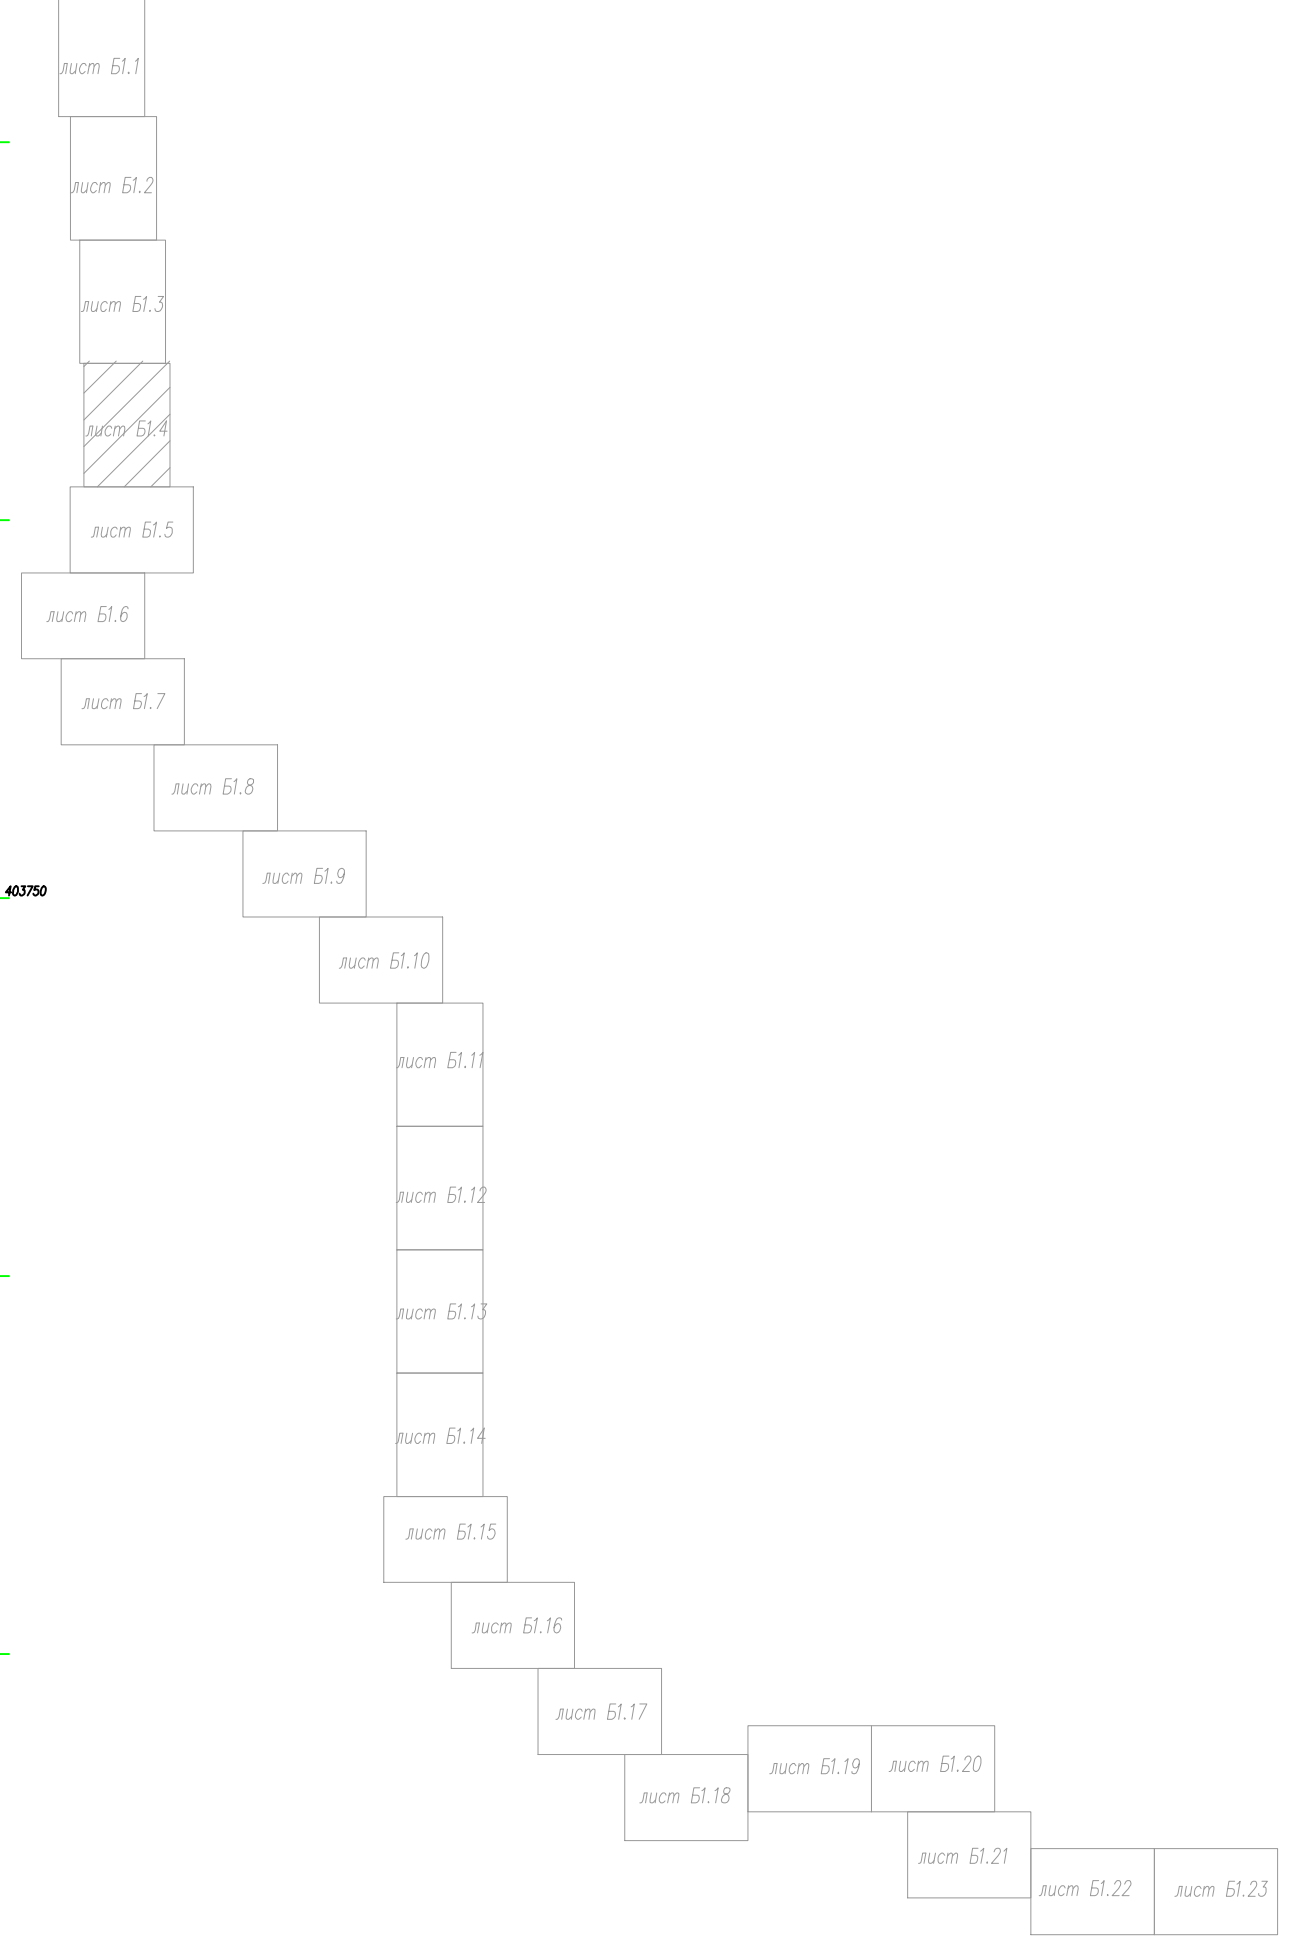 лист Б1.1
лист Б1.2
лист Б1.3
лист Б1.4
лист Б1.5
лист Б1.6
лист Б1.7
лист Б1.8
лист Б1.9
403750
лист Б1.10
лист Б1.11
лист Б1.12
лист Б1.13
лист Б1.14
лист Б1.15
лист Б1.16
лист Б1.17
лист Б1.18
лист Б1.19
лист Б1.20
лист Б1.21
лист Б1.22
лист Б1.23